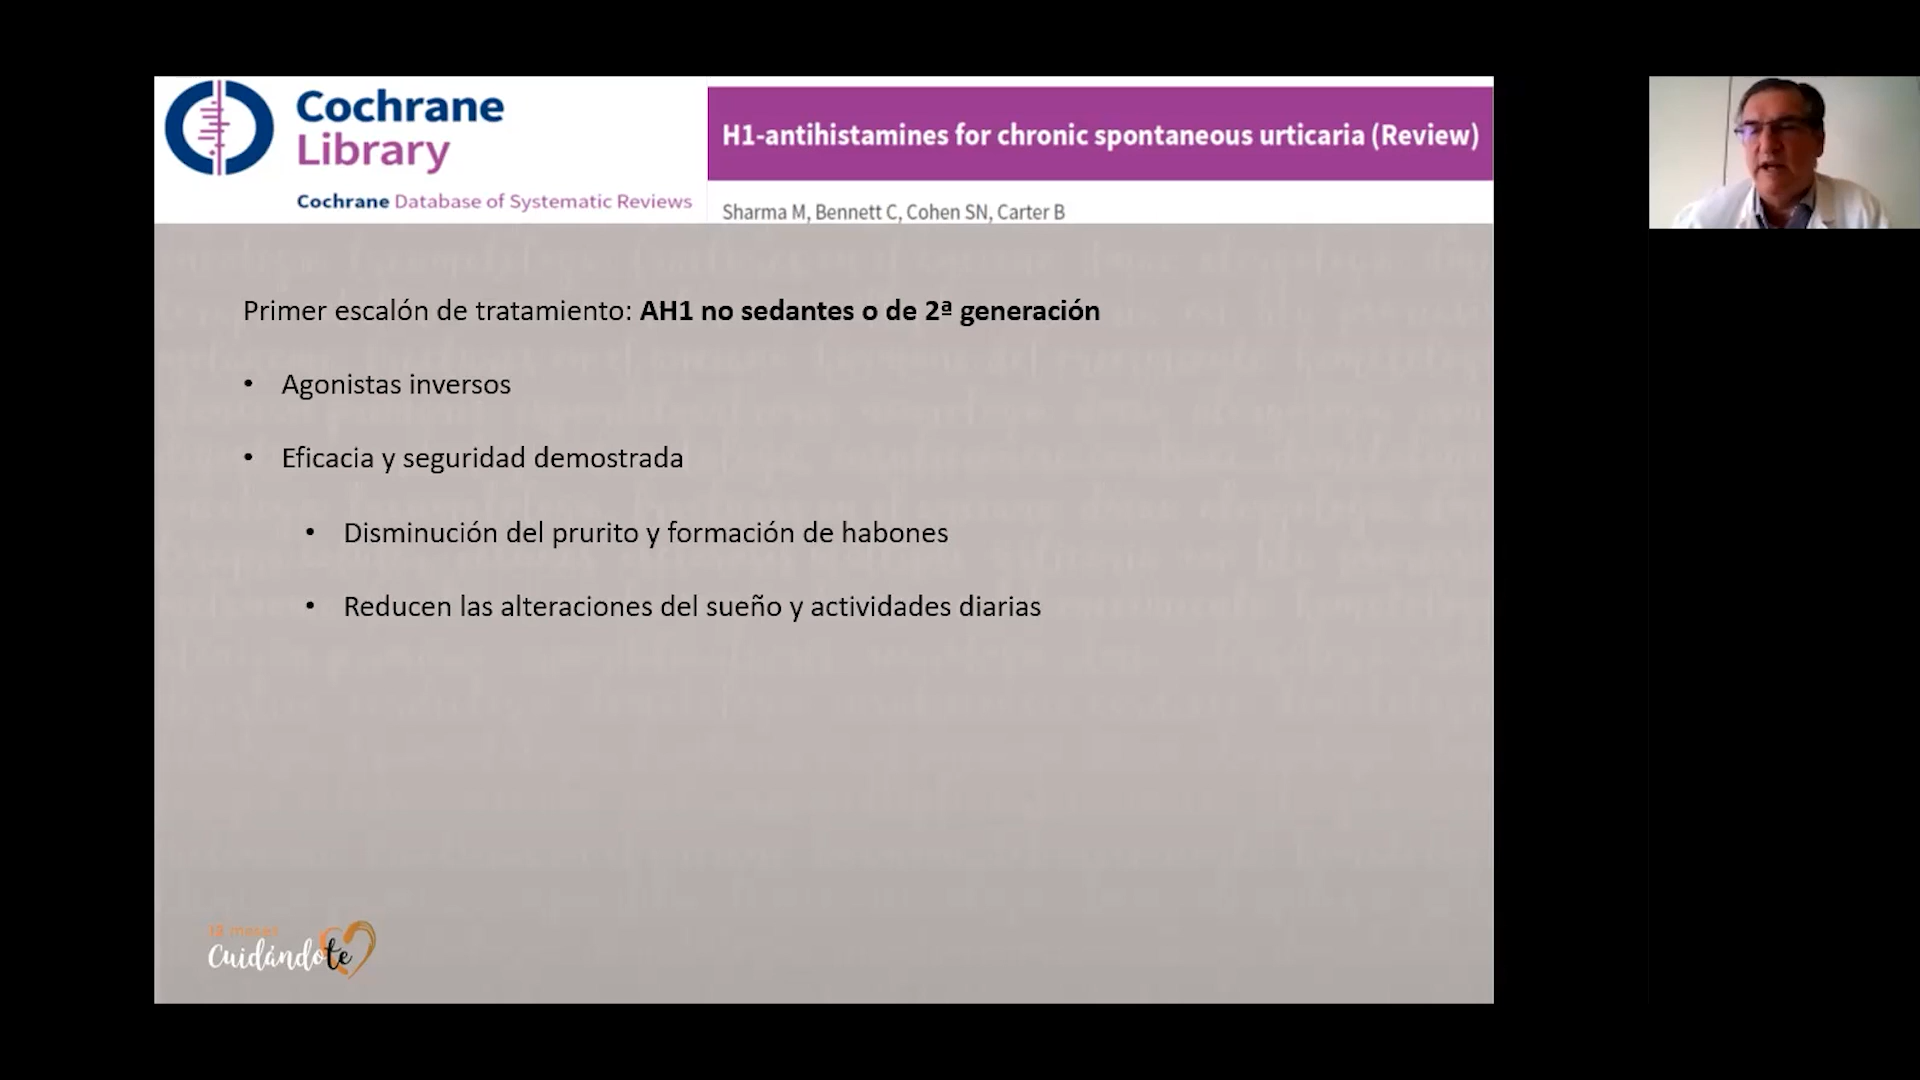 Cochrane
Library
Cochrane Database of Systematic Reviews
H1-antihistamines for chronic spontaneous urticaria (Review)
Sharma M, Bennett C, Cohen SN, Carter B
Primer escalón de tratamiento: AH1 no sedantes o de 2ª generación
• Agonistas inversos
• Eficacia y seguridad demostrada
• Disminución del prurito y formación de habones
• Reducen las alteraciones del sueño y actividades diarias
meses
Cuidándote